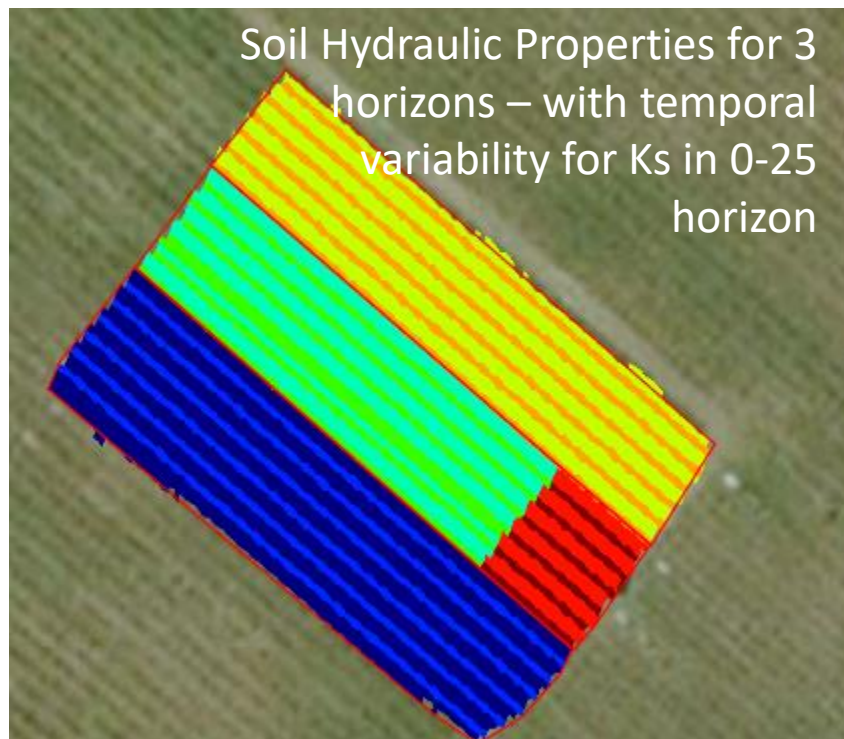 Soil Hydraulic Properties for 3
horizons – with temporal
variability for Ks in 0-25
horizon